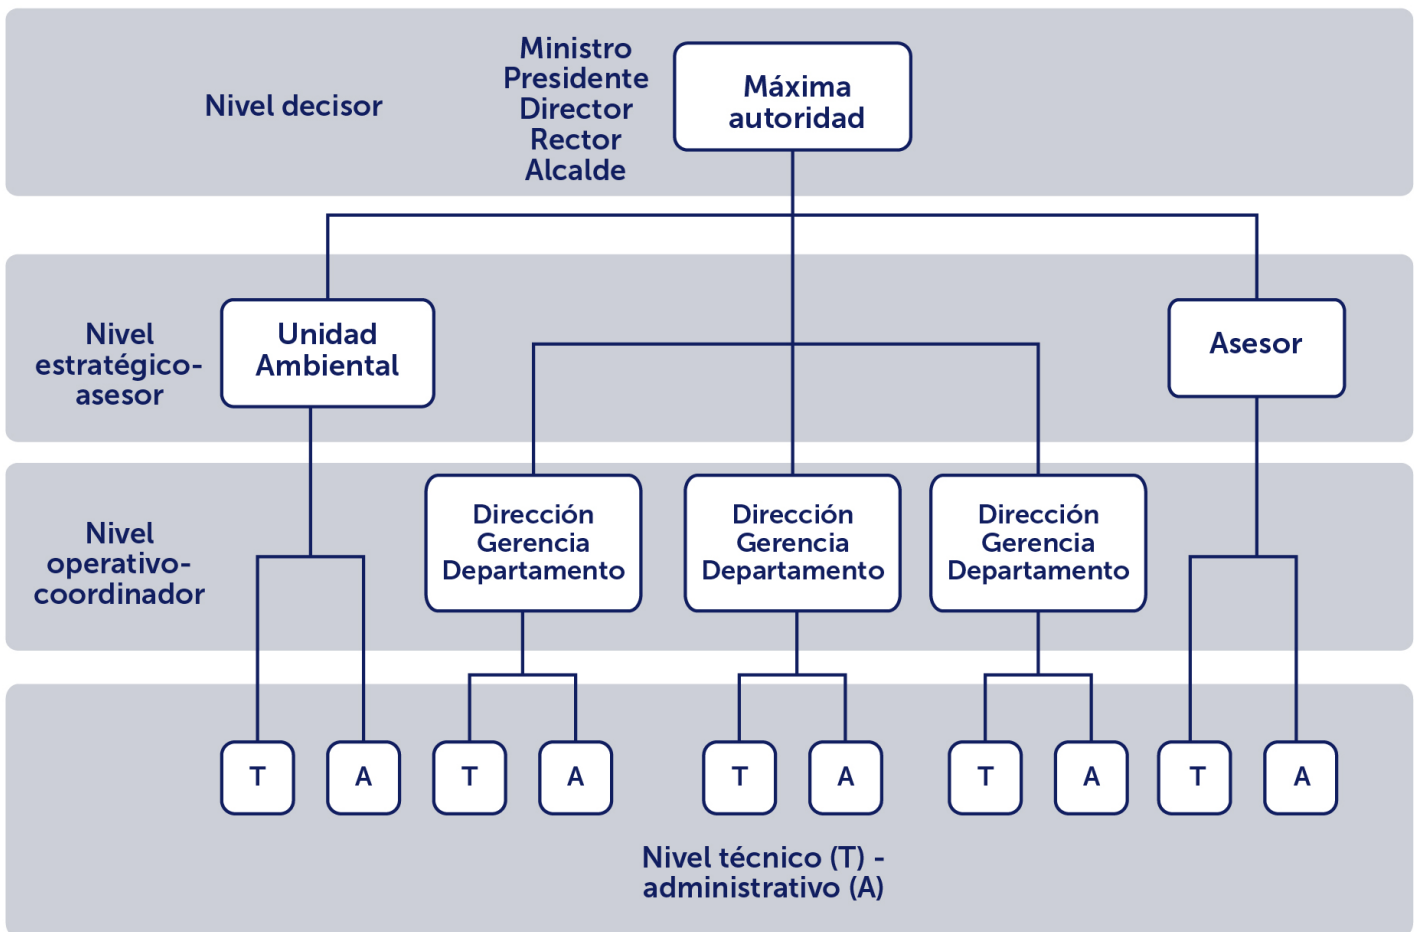 Nivel decisor
Ministro
Presidente
Director
Rector
Alcalde
Máxima
autoridad
Nivel
estratégico-
asesor
Unidad
Ambiental
Asesor
Nivel
operativo-
coordinador
Dirección
Gerencia
Departamento
Dirección
Gerencia
Departamento
Dirección
Gerencia
Departamento
T
A
T
A
T
A
T
A
T
A
Nivel técnico (T) -
administrativo (A)